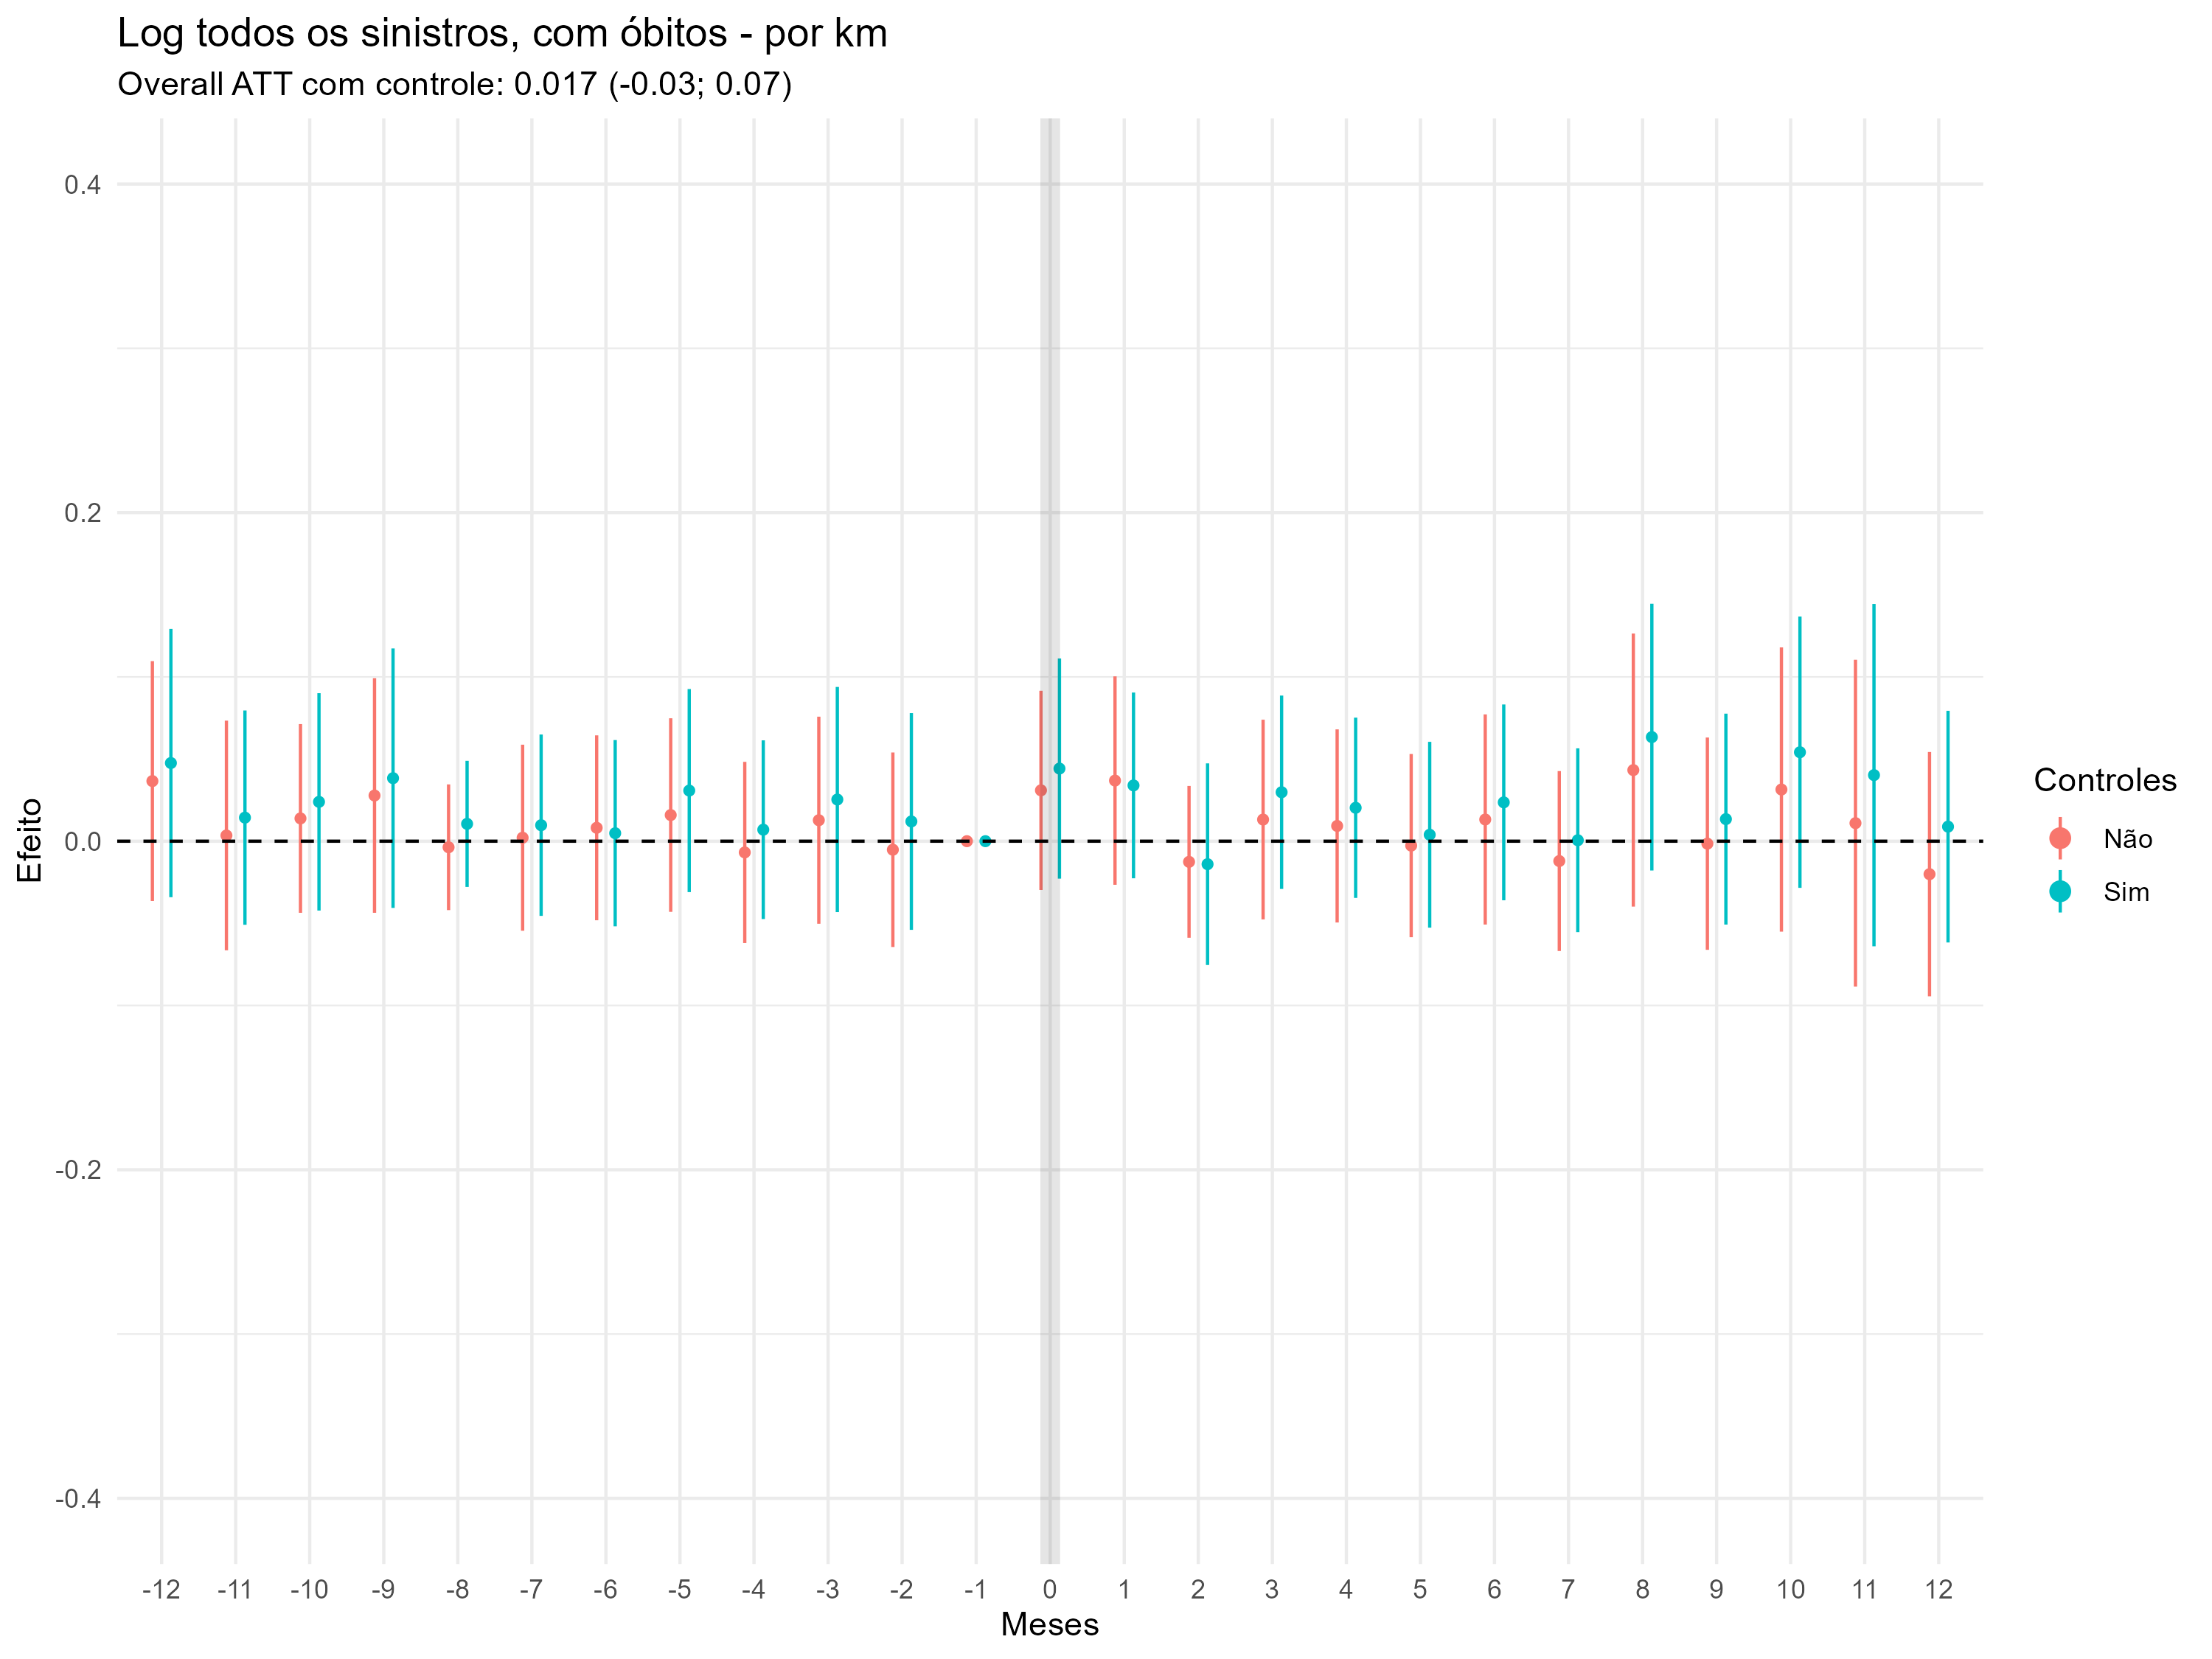 Log todos os sinistros, com óbitos - por km
Overall ATT com controle: 0.017 (-0.03; 0.07)
0.4
0.2
0.0
-0.2
-0.4
Efeito
-12 -11 -10 -9 -8 -7 -6 -5 -4 -3 -2 -1 0 1 2 3 4 5 6 7 8 9 10 11 12
Meses
Controles
Não
Sim